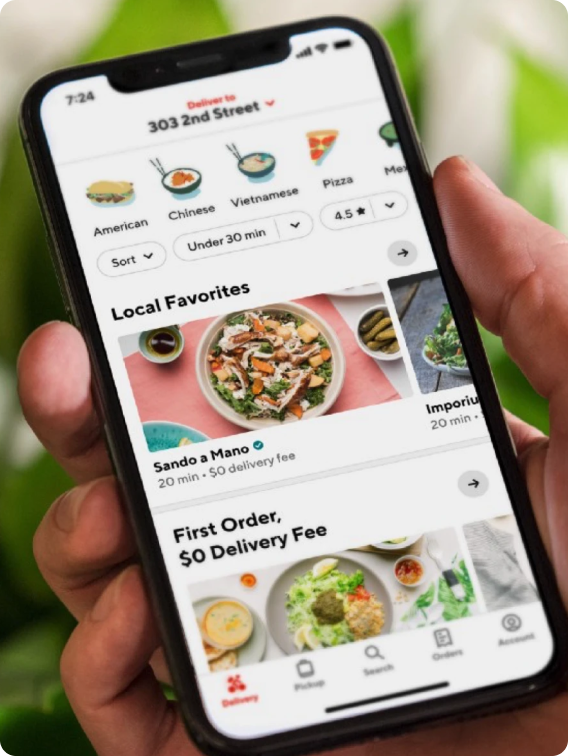 7:24
Deliver to
303 2nd Street
American
Chinese
Vietnamese
Pizza
Sort
Under 30 min
4.5
Local Favorites
Sando a Mano
20 min • $0 delivery fee
20 min •
First Order,
$0 Delivery Fee
Delivery
Pickup
Search
Orders
Account